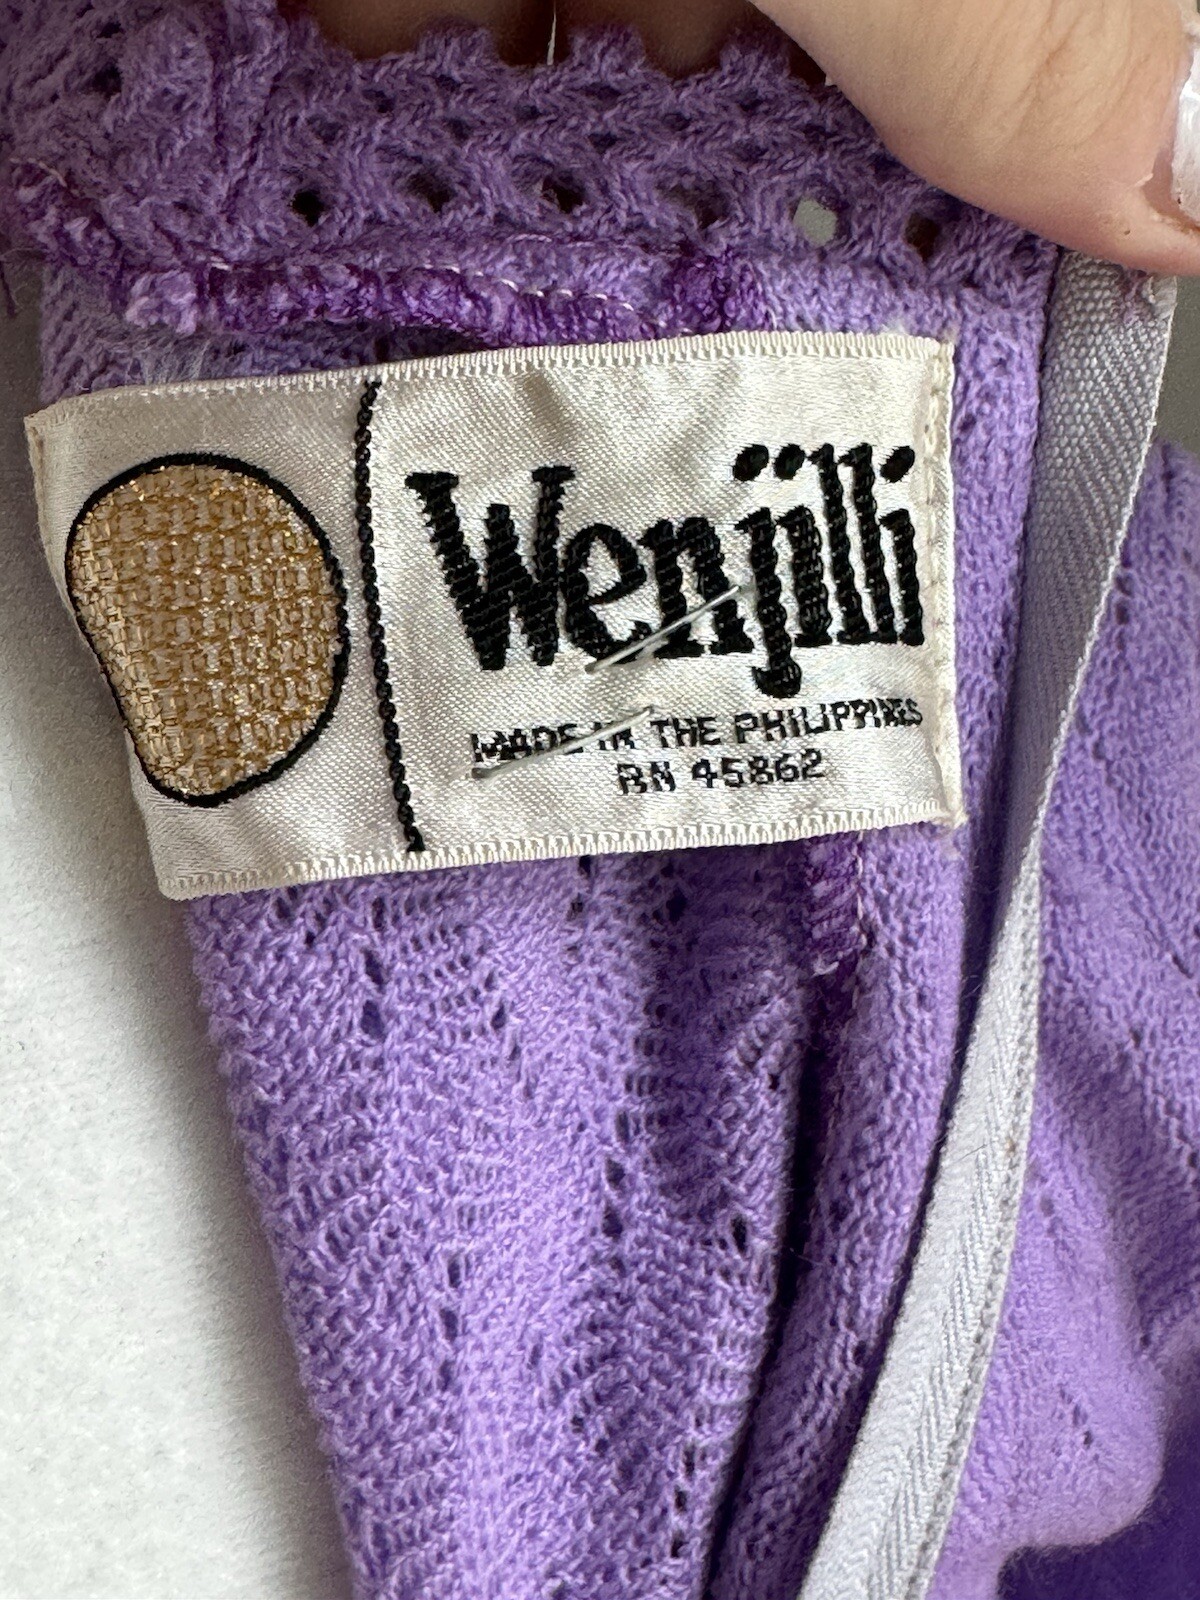 Wenjilli
MADE IN THE PHILIPPINES
RN 45862